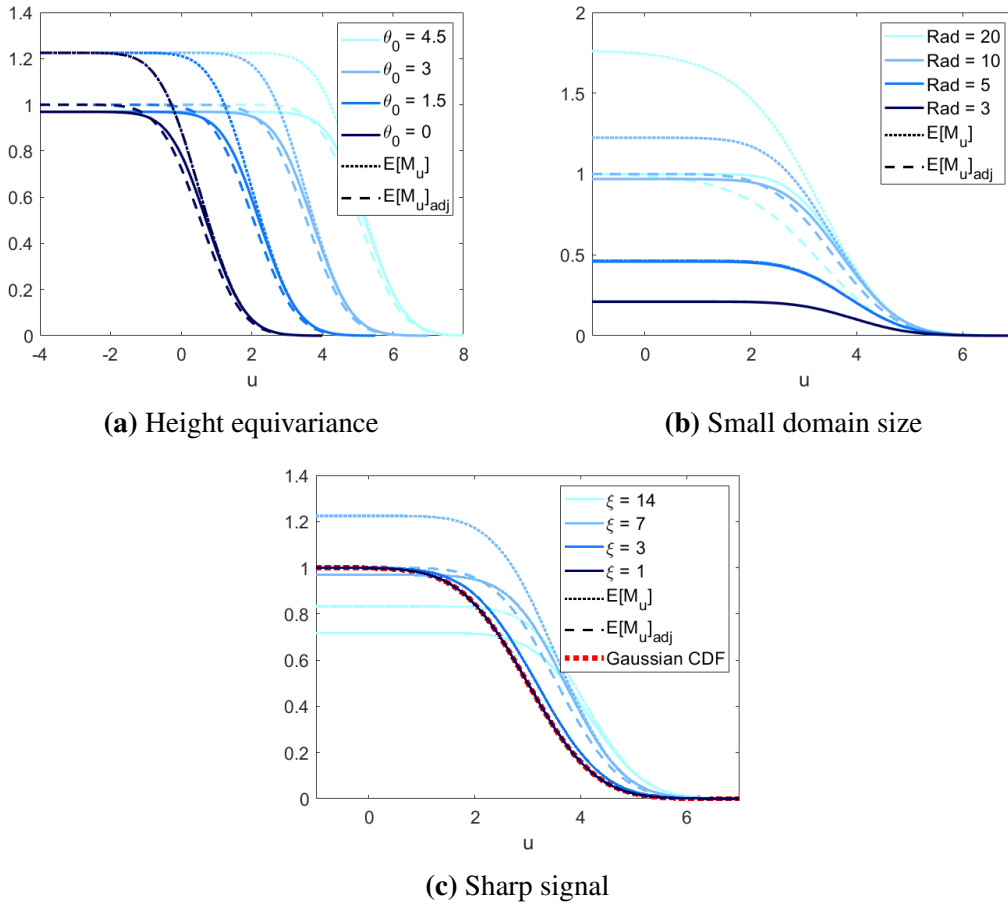 1.4
1.2
1
0.8
0.6
0.4
0.2
0
-4 -2 0 2 4 6 8
u
θ0 = 4.5
θ0 = 3
θ0 = 1.5
θ0 = 0
E[Mu]
E[Mu]adj
(a) Height equivariance
2
1.5
1
0.5
0
0 2 4 6
u
Rad = 20
Rad = 10
Rad = 5
Rad = 3
E[Mu]
E[Mu]adj
(b) Small domain size
1.4
1.2
1
0.8
0.6
0.4
0.2
0
0 2 4 6
u
ξ = 14
ξ = 7
ξ = 3
ξ = 1
E[Mu]
E[Mu]adj
Gaussian CDF
(c) Sharp signal